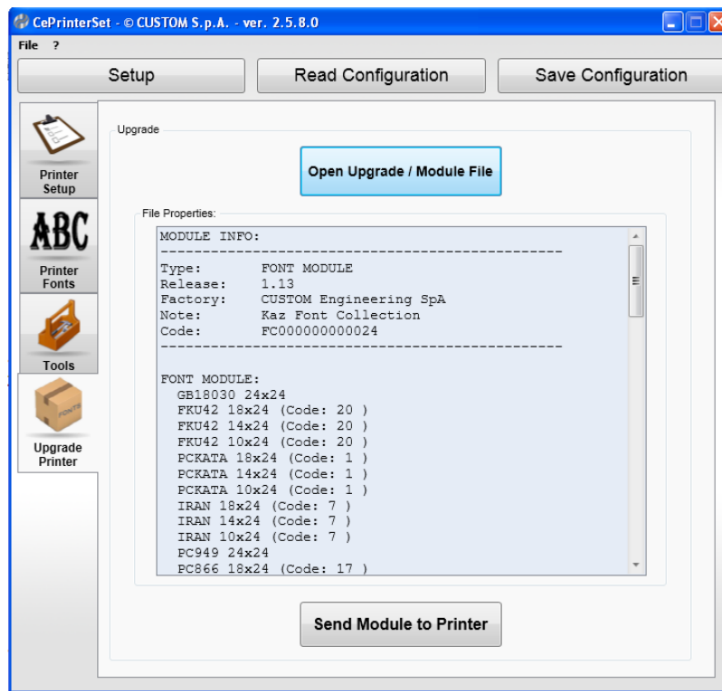 CePrinterSet - © CUSTOM S.p.A. - ver. 2.5.8.0
File ?
Setup
Read Configuration
Save Configuration
Printer
Setup
ABC
Printer
Fonts
Tools
FONTS
Upgrade
Printer
Upgrade
Open Upgrade / Module File
File Properties:
MODULE INFO:
------------------------------------------------
Type: FONT MODULE
Release: 1.13
Factory: CUSTOM Engineering SpA
Note: Kaz Font Collection
Code: FC000000000024
------------------------------------------------
FONT MODULE:
GB18030 24x24
FKU42 18x24 (Code: 20 )
FKU42 14x24 (Code: 20 )
FKU42 10x24 (Code: 20 )
PCKATA 18x24 (Code: 1 )
PCKATA 14x24 (Code: 1 )
PCKATA 10x24 (Code: 1 )
IRAN 18x24 (Code: 7 )
IRAN 14x24 (Code: 7 )
IRAN 10x24 (Code: 7 )
PC949 24x24
PC866 18x24 (Code: 17 )
Send Module to Printer